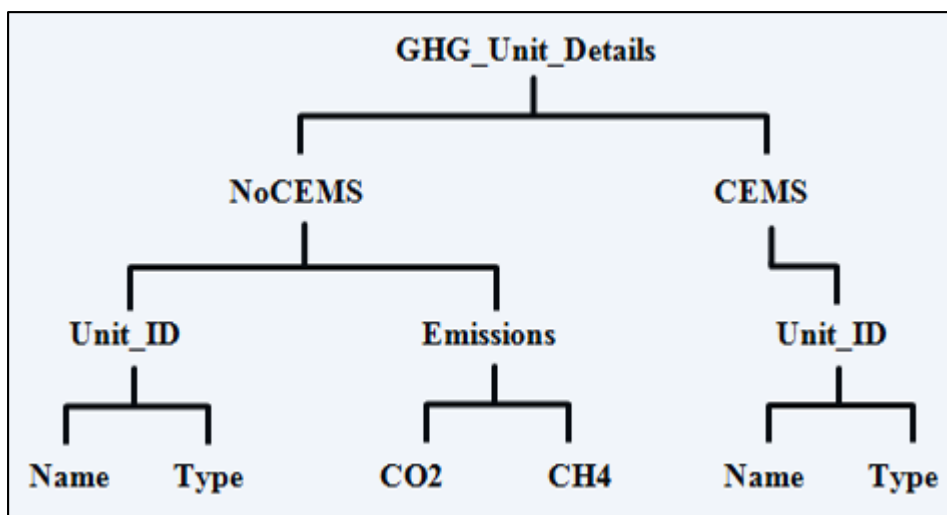 GHG_Unit_Details
NoCEMS CEMS
Unit_ID Emissions Unit_ID
Name Type CO2 CH4 Name Type